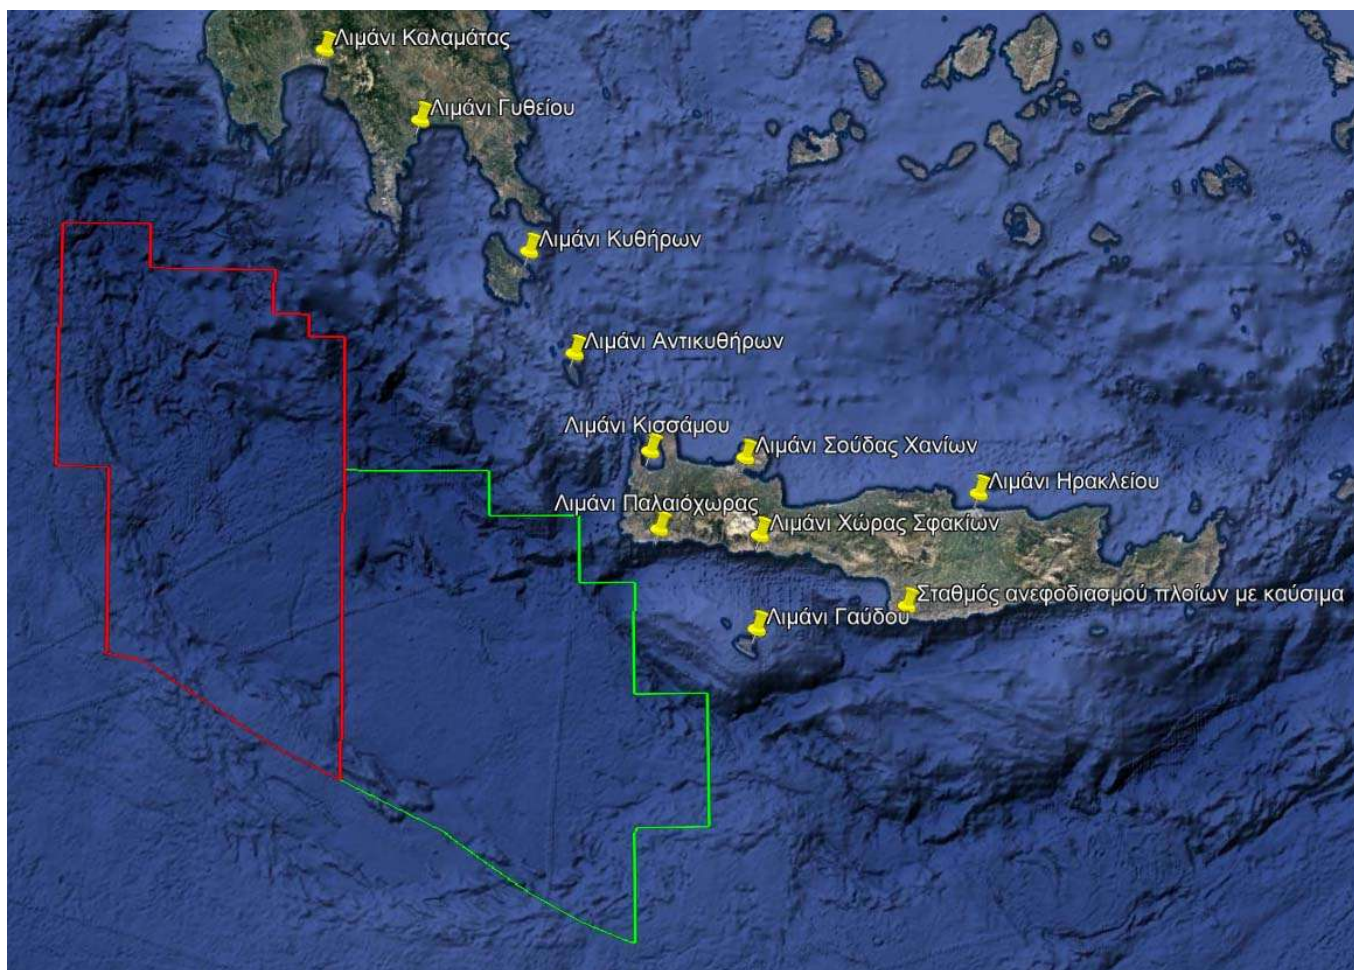 Λιμάνι Καλαμάτας
Λιμάνι Γυθείου
Λιμάνι Κυθήρων
Λιμάνι Αντικυθήρων
Λιμάνι Κισσάμου
Λιμάνι Σούδας Χανίων
Λιμάνι Ηρακλείου
Λιμάνι Παλαιόχωρας
Λιμάνι Χώρας Σφακίων
Σταθμός ανεφοδιασμού πλοίων με καύσιμα
Λιμάνι Γαύδου